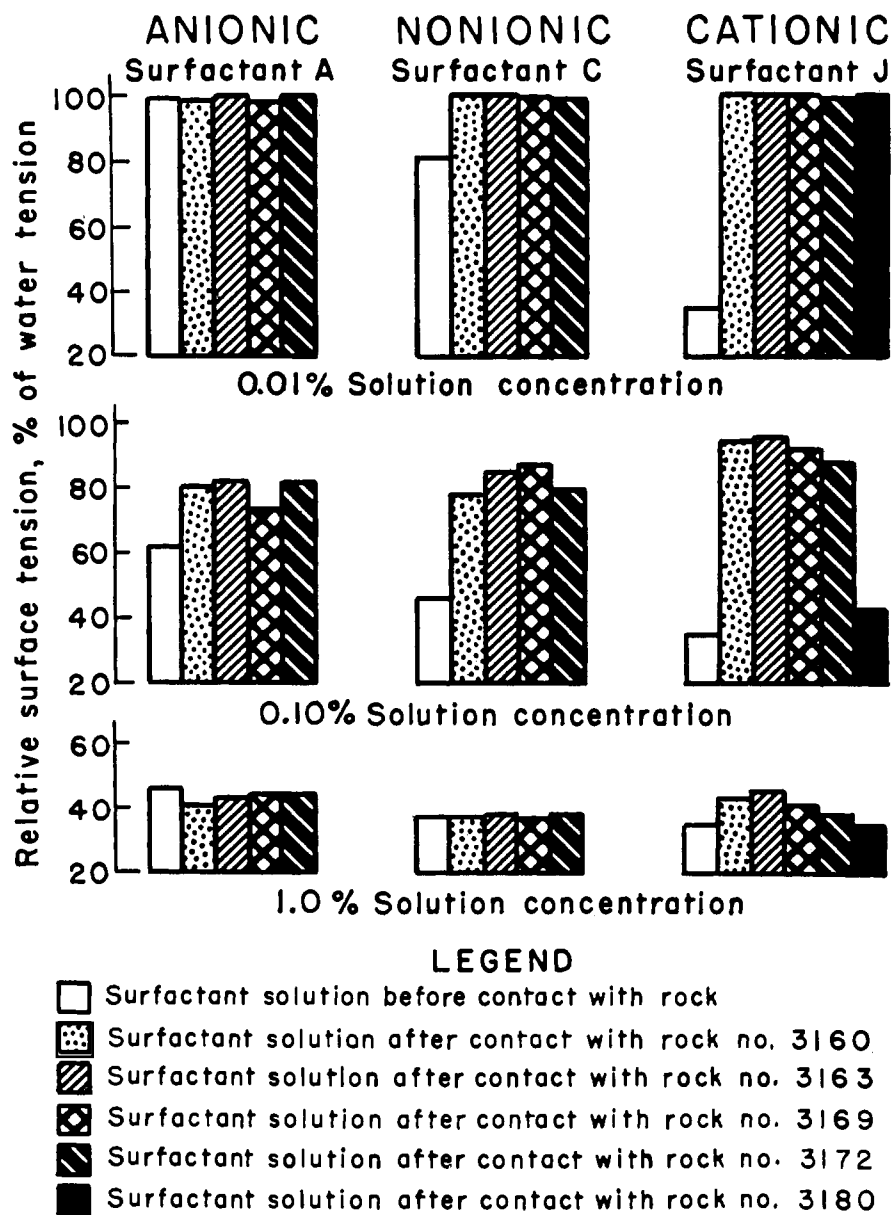 ANIONIC NONIONIC CATIONIC
Surfactant A Surfactant C Surfactant J
Relative surface tension, % of water tension
100
80
60
40
20
0.01% Solution concentration
100
80
60
40
20
0.10% Solution concentration
60
40
20
1.0% Solution concentration
LEGEND
Surfactant solution before contact with rock
Surfactant solution after contact with rock no. 3160
Surfactant solution after contact with rock no. 3163
Surfactant solution after contact with rock no. 3169
Surfactant solution after contact with rock no. 3172
Surfactant solution after contact with rock no. 3180